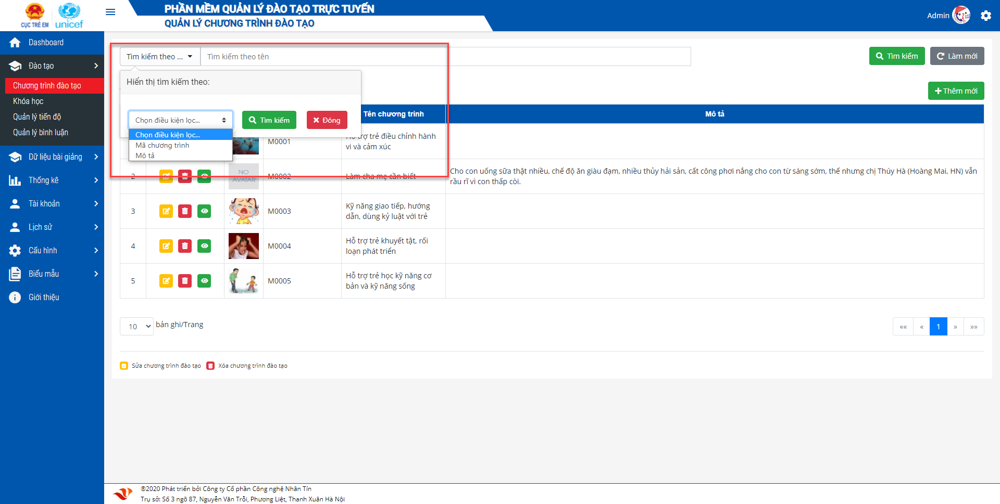 CỤC TRẺ EM
unicef
PHẦN MỀM QUẢN LÝ ĐÀO TẠO TRỰC TUYẾN
QUẢN LÝ CHƯƠNG TRÌNH ĐÀO TẠO
Admin
Dashboard
Đào tạo
Chương trình đào tạo
Khóa học
Quản lý tiến độ
Quản lý bình luận
Dữ liệu bài giảng
Thống kê
Tài khoản
Lịch sử
Cấu hình
Biểu mẫu
Giới thiệu
Tìm kiếm theo ...
Tìm kiếm theo tên
Tìm kiếm
Làm mới
Hiển thị tìm kiếm theo:
Thêm mới
Chọn điều kiện lọc...
Tìm kiếm
Đóng
Chọn điều kiện lọc...
Mã chương trình
Mô tả
Tên chương trình
Mô tả
M0001
Hỗ trợ trẻ điều chỉnh hành
vi và cảm xúc
2
NO
AVATAR
M0002
Làm cha mẹ cần biết
Cho con uống sữa thật nhiều, chế độ ăn giàu đạm, nhiều thủy hải sản, cất công phơi nắng cho con từ sáng sớm, thế nhưng chị Thúy Hà (Hoàng Mai, HN) vẫn
rầu rĩ vì con thấp còi.
3
M0003
Kỹ năng giao tiếp, hướng
dẫn, dùng kỷ luật với trẻ
4
M0004
Hỗ trợ trẻ khuyết tật, rối
loạn phát triển
5
M0005
Hỗ trợ trẻ học kỹ năng cơ
bản và kỹ năng sống
10
bản ghi/Trang
«« « 1 » »»
Sửa chương trình đào tạo
Xóa chương trình đào tạo
®2020 Phát triển bởi Công ty Cổ phần Công nghệ Nhân Tín
Trụ sở: Số 3 ngõ 87, Nguyễn Văn Trỗi, Phương Liệt, Thanh Xuân Hà Nội